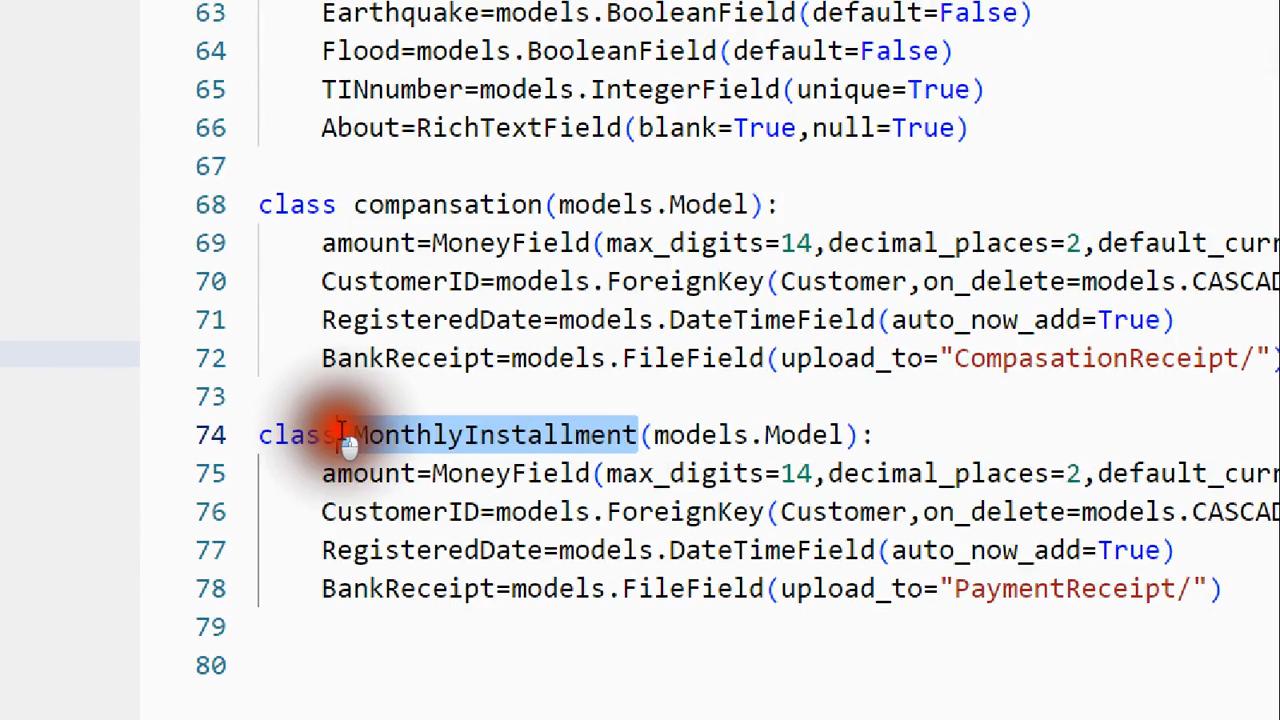 63 Earthquake=models.BooleanField(default=False)
64 Flood=models.BooleanField(default=False)
65 TINnumber=models.IntegerField(unique=True)
66 About=RichTextField(blank=True,null=True)
67
68 class compansation(models.Model):
69 amount=MoneyField(max_digits=14,decimal_places=2,default_curr
70 CustomerID=models.ForeignKey(Customer,on_delete=models.CASCAD
71 RegisteredDate=models.DateTimeField(auto_now_add=True)
72 BankReceipt=models.FileField(upload_to="CompasationReceipt/")
73
74 class MonthlyInstallment(models.Model):
75 amount=MoneyField(max_digits=14,decimal_places=2,default_curr
76 CustomerID=models.ForeignKey(Customer,on_delete=models.CASCAD
77 RegisteredDate=models.DateTimeField(auto_now_add=True)
78 BankReceipt=models.FileField(upload_to="PaymentReceipt/")
79
80